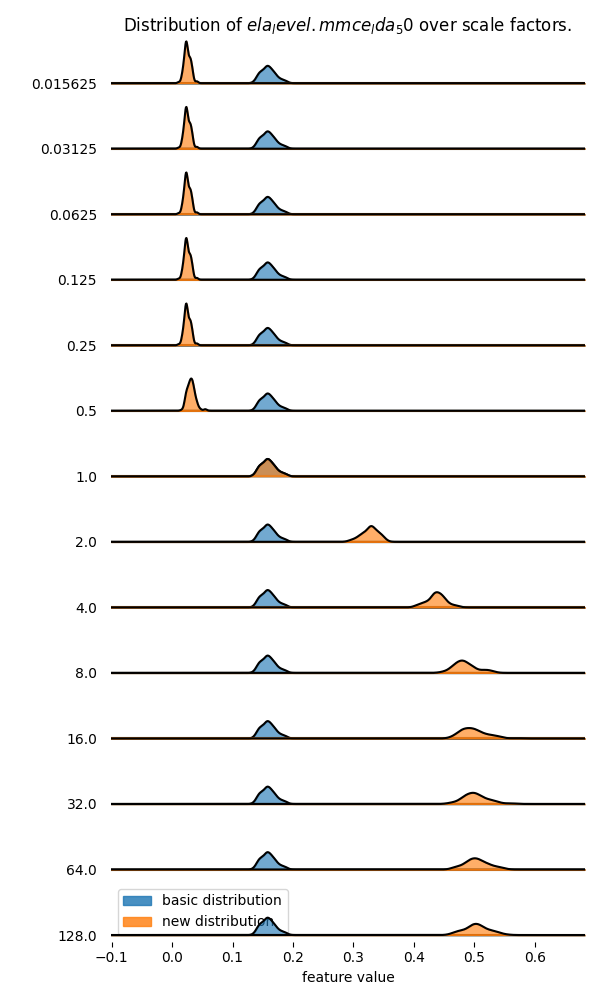 Distribution of ela_level.mmce_lda_50 over scale factors.
0.015625
0.03125
0.0625
0.125
0.25
0.5
1.0
2.0
4.0
8.0
16.0
32.0
64.0
basic distribution
new distribution
128.0
−0.1 0.0 0.1 0.2 0.3 0.4 0.5 0.6
feature value